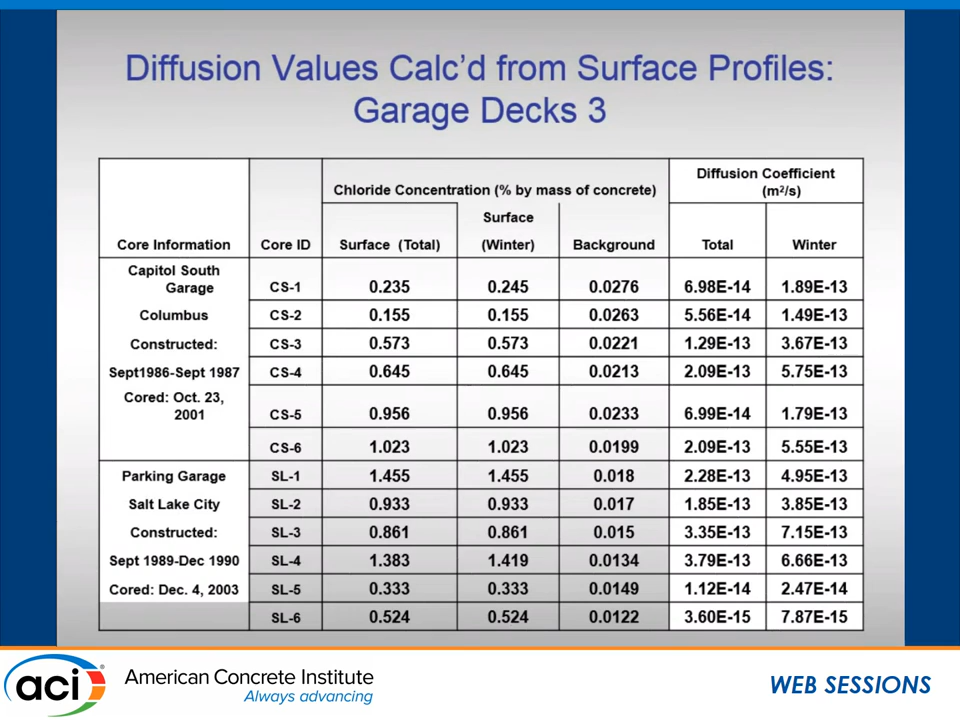 Diffusion Values Calc'd from Surface Profiles:
Garage Decks 3
Core Information Core ID Chloride Concentration (% by mass of concrete) Diffusion Coefficient (m²/s)
Surface (Total) Surface (Winter) Background Total Winter
Capitol South Garage CS-1 0.235 0.245 0.0276 6.98E-14 1.89E-13
Columbus CS-2 0.155 0.155 0.0263 5.56E-14 1.49E-13
Constructed: CS-3 0.573 0.573 0.0221 1.29E-13 3.67E-13
Sept1986-Sept 1987 CS-4 0.645 0.645 0.0213 2.09E-13 5.75E-13
Cored: Oct. 23, 2001 CS-5 0.956 0.956 0.0233 6.99E-14 1.79E-13
CS-6 1.023 1.023 0.0199 2.09E-13 5.55E-13
Parking Garage SL-1 1.455 1.455 0.018 2.28E-13 4.95E-13
Salt Lake City SL-2 0.933 0.933 0.017 1.85E-13 3.85E-13
Constructed: SL-3 0.861 0.861 0.015 3.35E-13 7.15E-13
Sept 1989-Dec 1990 SL-4 1.383 1.419 0.0134 3.79E-13 6.66E-13
Cored: Dec. 4, 2003 SL-5 0.333 0.333 0.0149 1.12E-14 2.47E-14
SL-6 0.524 0.524 0.0122 3.60E-15 7.87E-15
aci® American Concrete Institute
Always advancing
WEB SESSIONS